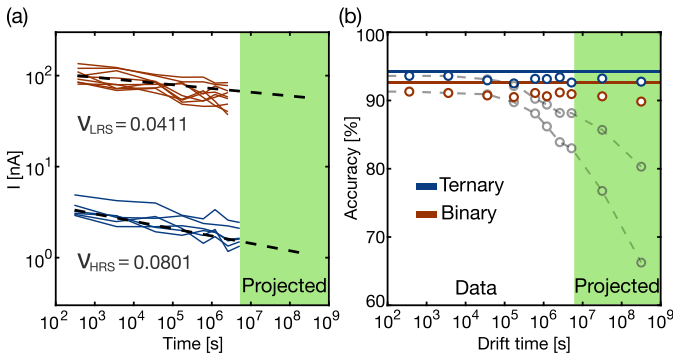 (a)
(b)
I [nA]
10²
10¹
10⁰
νLRS = 0.0411
νHRS = 0.0801
Projected
10² 10³ 10⁴ 10⁵ 10⁶ 10⁷ 10⁸ 10⁹
Time [s]
Accuracy [%]
100
90
80
70
60
Ternary
Binary
Data
Projected
10² 10³ 10⁴ 10⁵ 10⁶ 10⁷ 10⁸ 10⁹
Drift time [s]